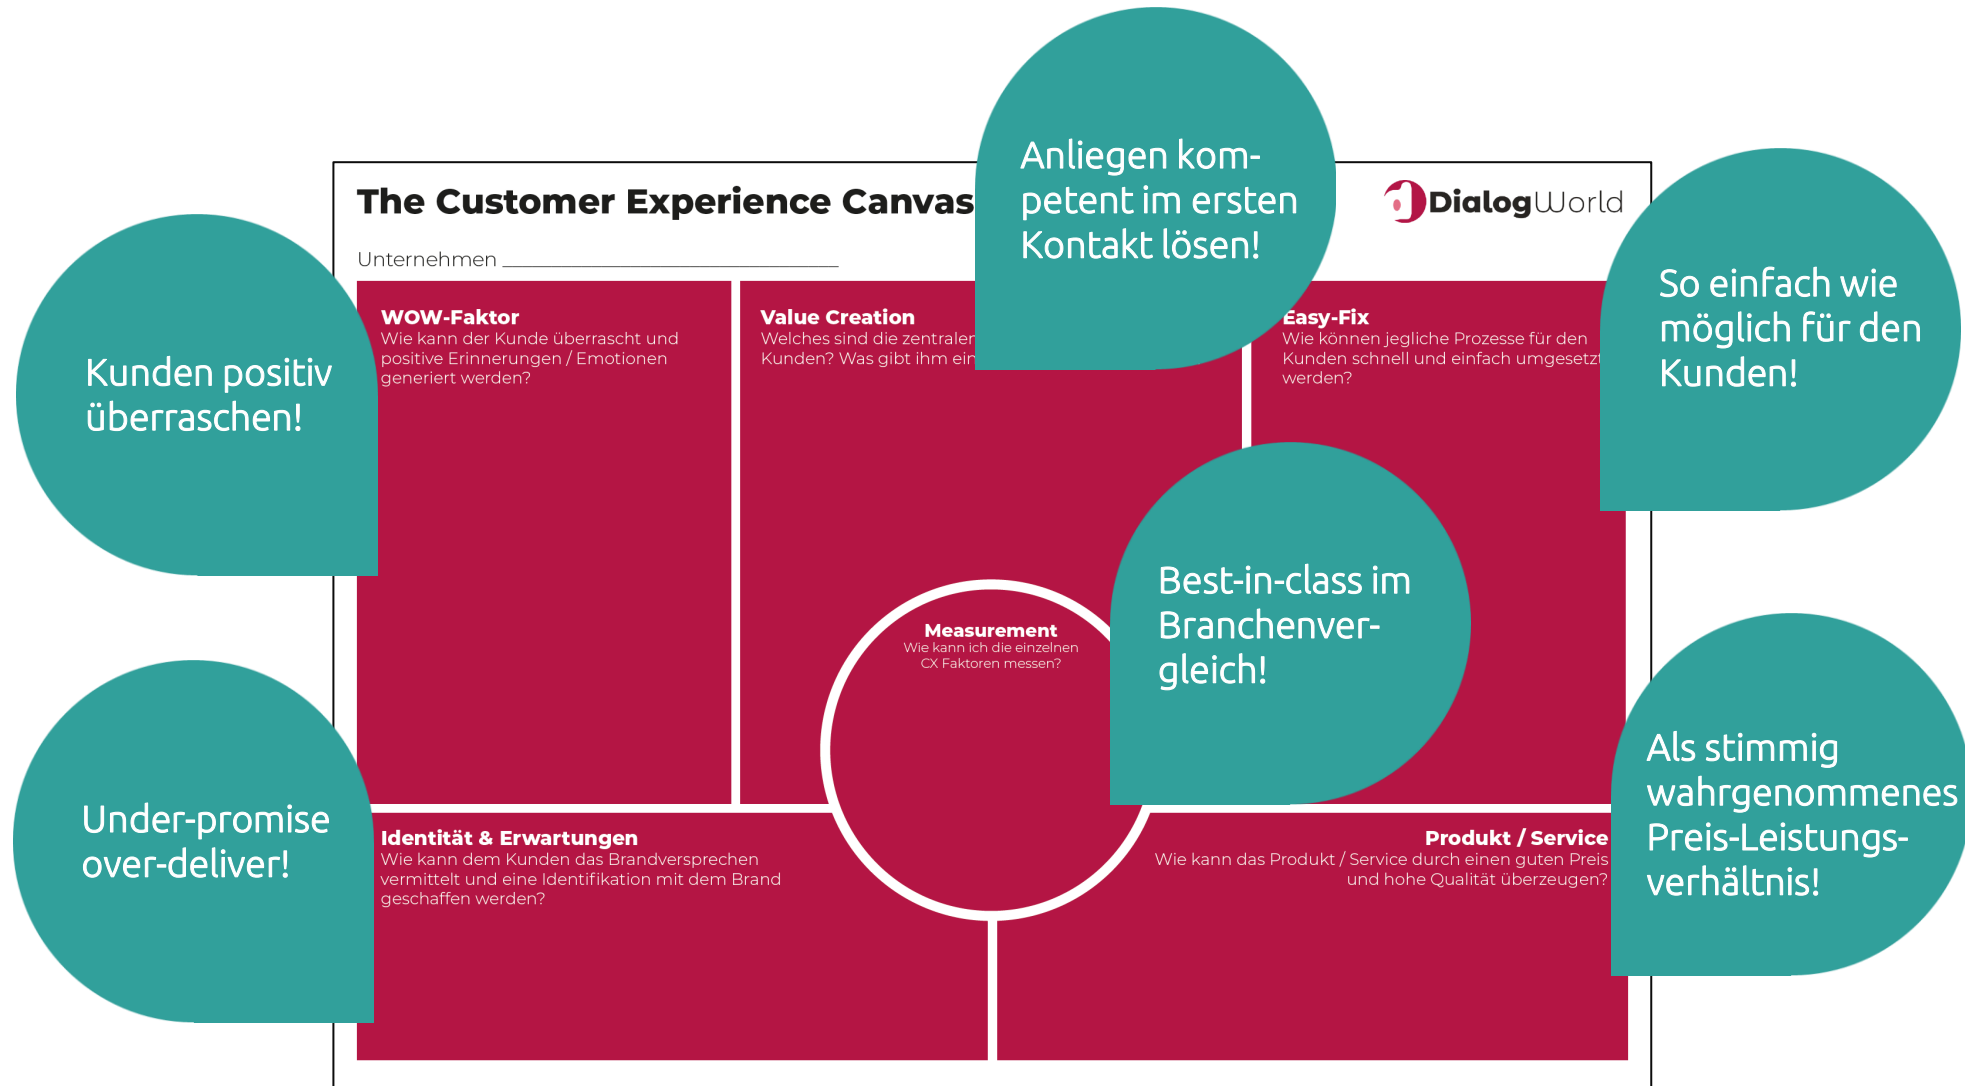 The Customer Experience Canvas
DialogWorld
Unternehmen
WOW-Faktor
Wie kann der Kunde überrascht und
positive Erinnerungen / Emotionen
generiert werden?
Value Creation
Welches sind die zentralen
Kunden? Was gibt ihm ein
Easy-Fix
Wie können jegliche Prozesse für den
Kunden schnell und einfach umgesetzt
werden?
Measurement
Wie kann ich die einzelnen
CX Faktoren messen?
Identität & Erwartungen
Wie kann dem Kunden das Brandversprechen
vermittelt und eine Identifikation mit dem Brand
geschaffen werden?
Produkt / Service
Wie kann das Produkt / Service durch einen guten Preis
und hohe Qualität überzeugen?
Kunden positiv
überraschen!
Anliegen kom-
petent im ersten
Kontakt lösen!
So einfach wie
möglich für den
Kunden!
Best-in-class im
Branchenver-
gleich!
Under-promise
over-deliver!
Als stimmig
wahrgenommenes
Preis-Leistungs-
verhältnis!